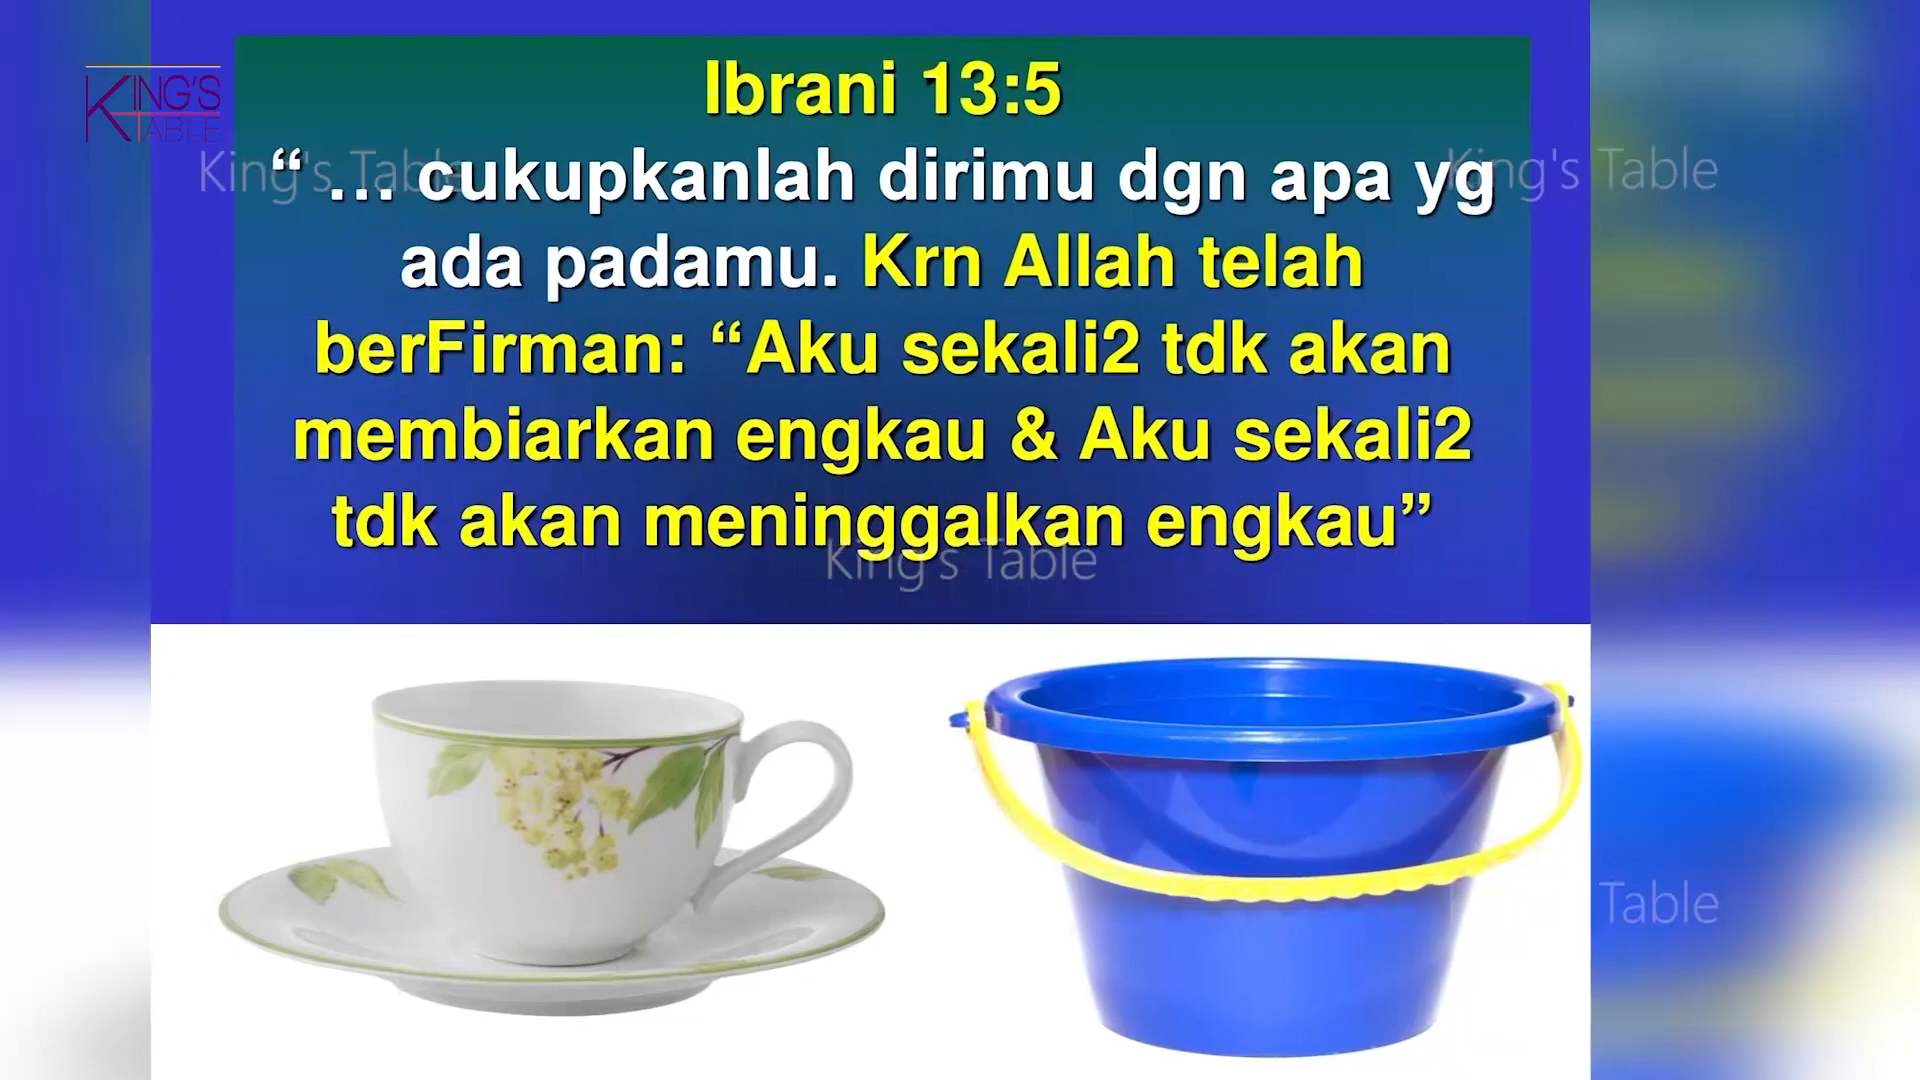 KING'S
TABLE
Ibrani 13:5
“ ... cukupkanlah dirimu dgn apa yg
ada padamu. Krn Allah telah
berFirman: “Aku sekali2 tdk akan
membiarkan engkau & Aku sekali2
tdk akan meninggalkan engkau”
King's Table
King's Table
King's Table
Table